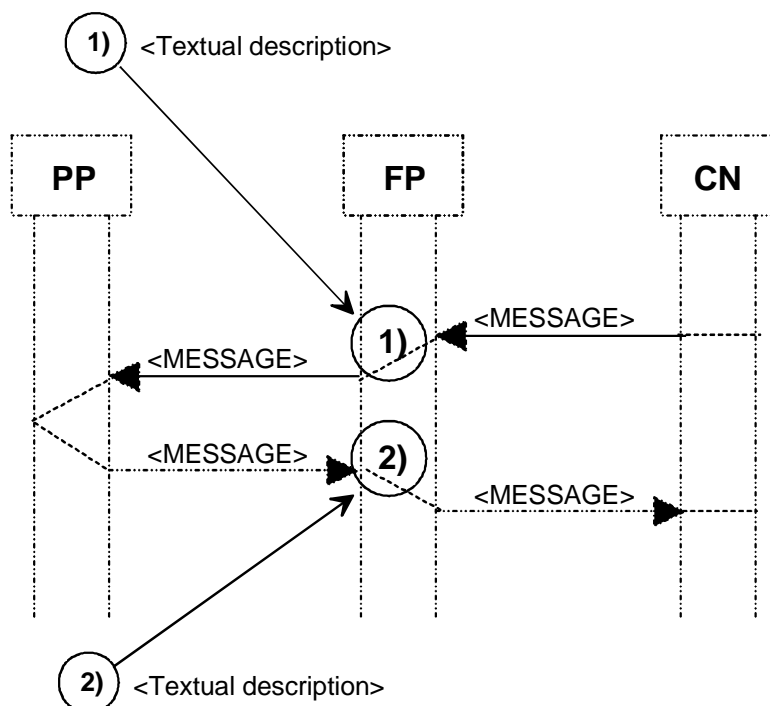 1) <Textual description>
PP FP CN
<MESSAGE>
1)
<MESSAGE>
2)
<MESSAGE>
<MESSAGE>
2) <Textual description>